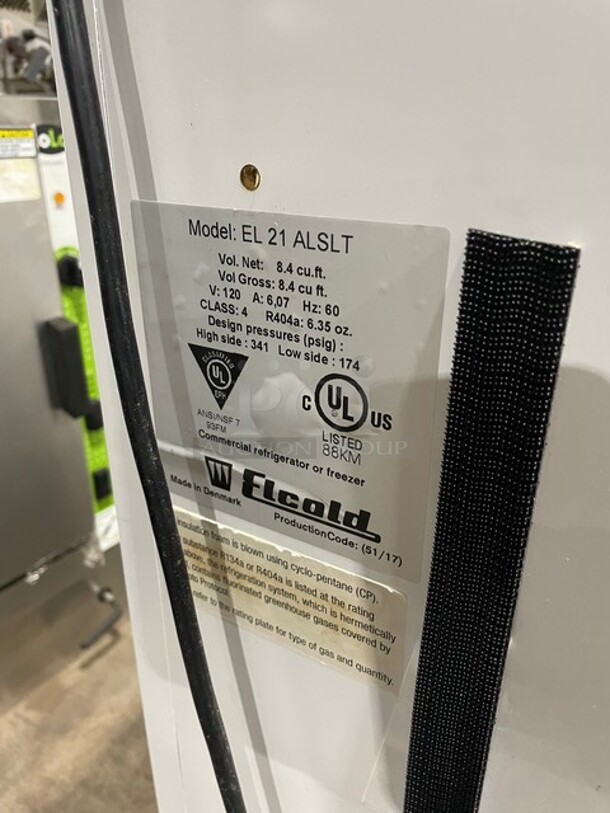 Model: EL 21 ALSLT
Vol. Net: 8.4 cu.ft.
Vol Gross: 8.4 cu ft.
V: 120 A: 6,07 Hz: 60
CLASS: 4 R404a: 6.35 oz.
Design pressures (psig) :
High side : 341 Low side : 174
CLASSIFIED
UL
EPH
ANSI/NSF 7
93FM
C UL US
LISTED
88KM
Commercial refrigerator or freezer
Elcold
Made in Denmark
ProductionCode: (51/17)
AUCTION GROUP
insulation foam is blown using cyclo-pentane (CP).
substance R134a or R404a is listed at the rating
above, the refrigeration system, which is hermetically
contains fluorinated greenhouse gases covered by
Protocol.
refer to the rating plate for type of gas and quantity.